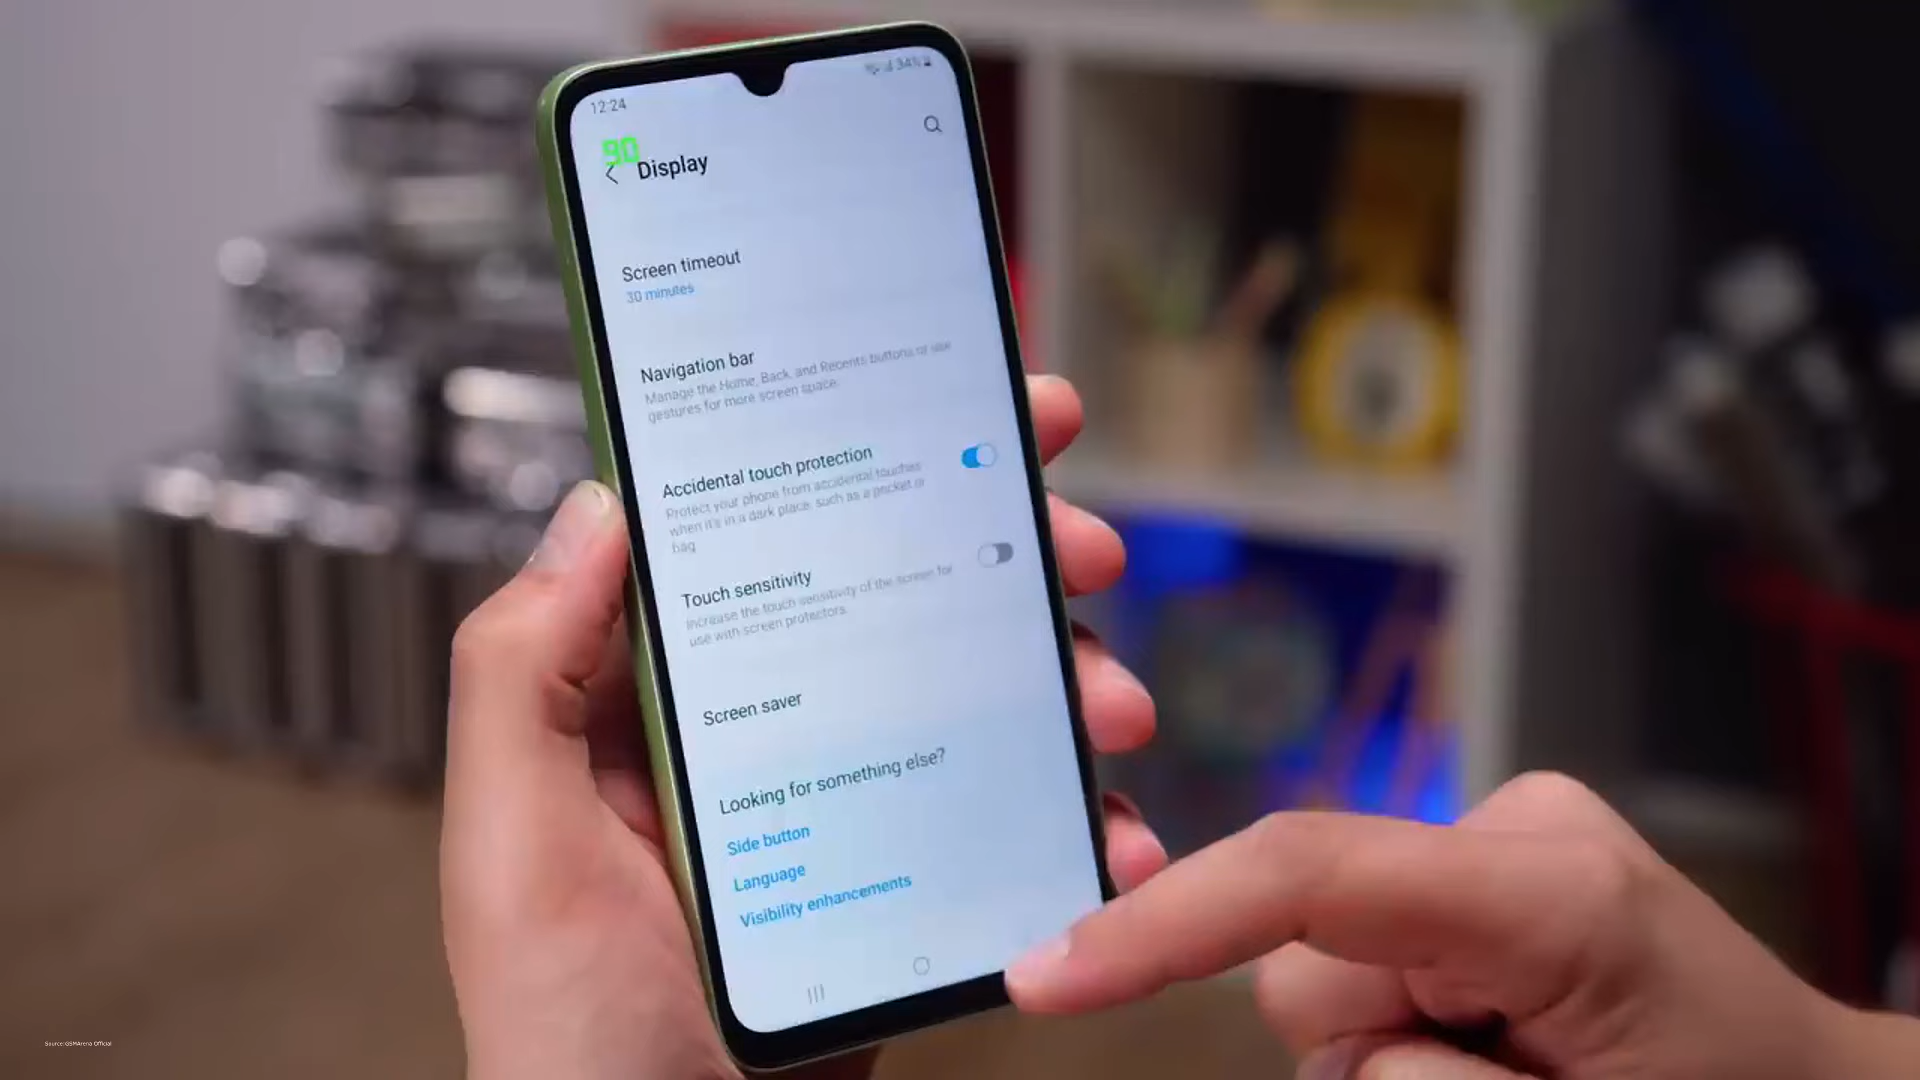 12:24
34%
90
Display
Screen timeout
30 minutes
Navigation bar
Manage the Home, Back, and Recents buttons or use
gestures for more screen space.
Accidental touch protection
Protect your phone from accidental touches
when it's in a dark place, such as a pocket or
bag.
Touch sensitivity
Increase the touch sensitivity of the screen for
use with screen protectors.
Screen saver
Looking for something else?
Side button
Language
Visibility enhancements
Source: GSMArena Official